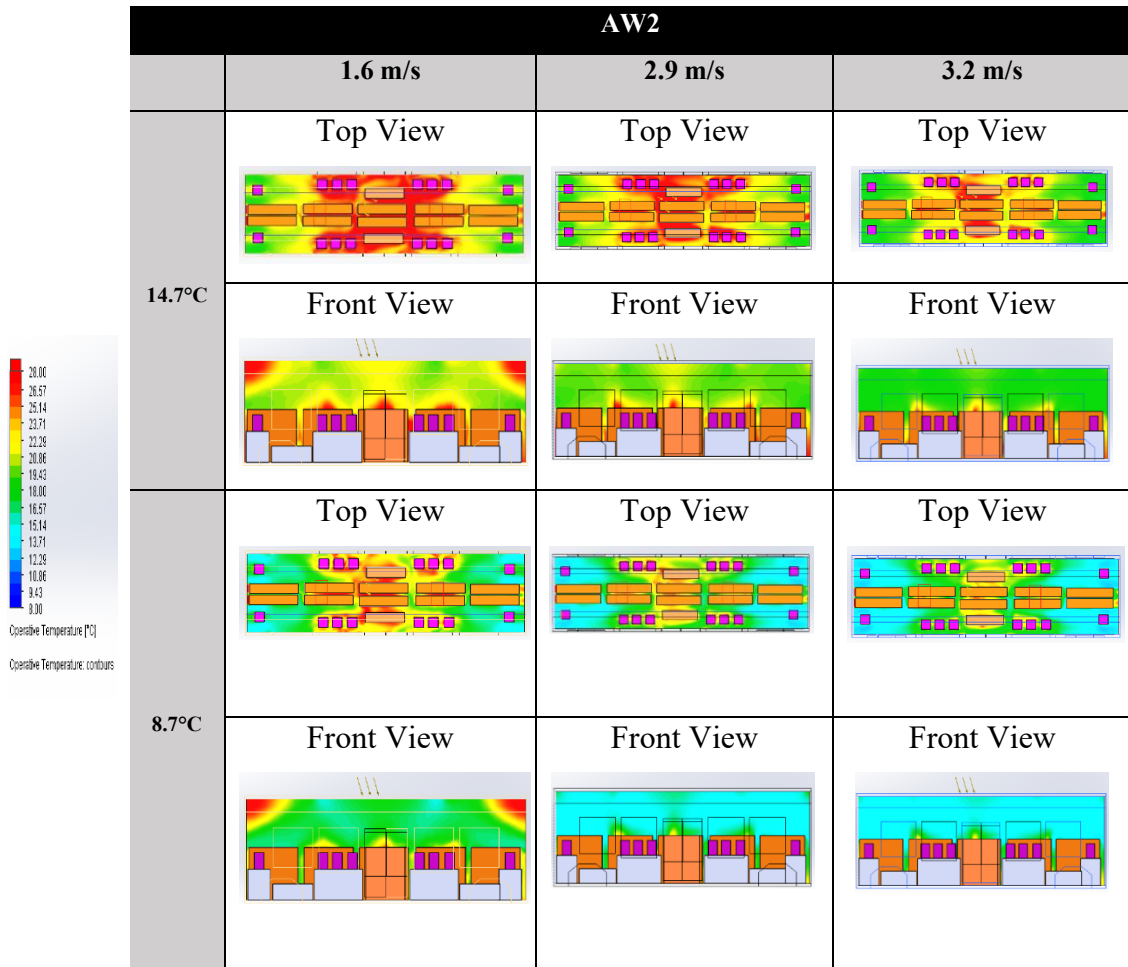 AW2
1.6 m/s
2.9 m/s
3.2 m/s
14.7°C
Top View
Top View
Top View
Front View
Front View
Front View
28.00
26.57
25.14
23.71
22.29
20.86
19.43
18.00
16.57
15.14
13.71
12.29
10.86
9.43
8.00
Operative Temperature [°C]
Operative Temperature: contours
8.7°C
Top View
Top View
Top View
Front View
Front View
Front View